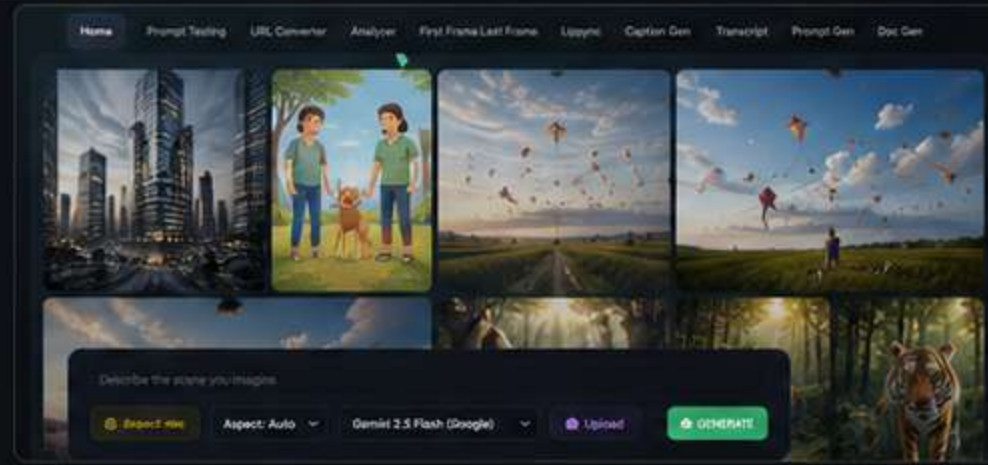 Home Prompt Testing URL Converter Analyzer First Frame Last Frame Lipsync Caption Gen Transcript Prompt Gen Doc Gen
Describe the scene you imagine
Aspect: Auto Gemini 2.5 Flash (Google) Upload GENERATE